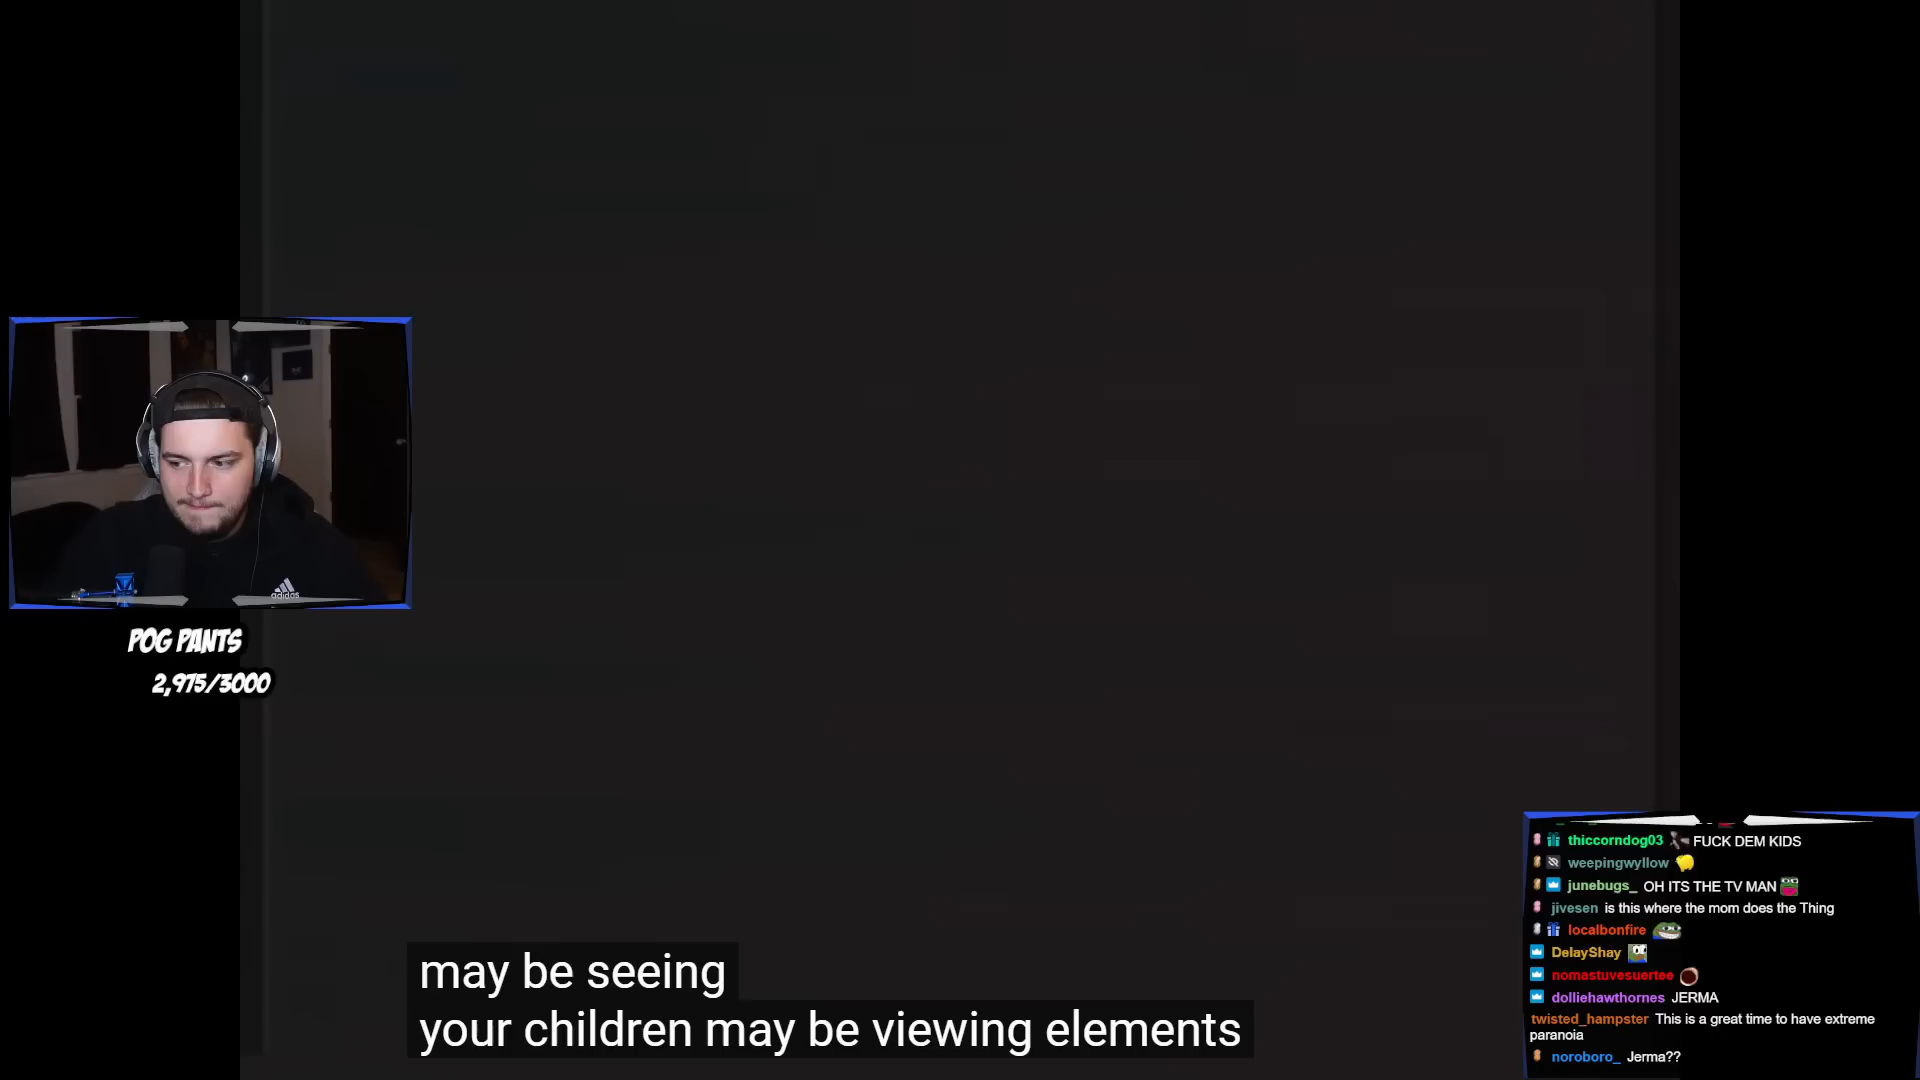 adidas
POG PANTS
2,975/3000
thiccorndog03 FUCK DEM KIDS
weepingwyllow
junebugs_ OH ITS THE TV MAN
jivesen is this where the mom does the Thing
localbonfire
DelayShay
nomastuvesuertee
dolliehawthornes JERMA
twisted_hampster This is a great time to have extreme
paranoia
noroboro_ Jerma??
may be seeing
your children may be viewing elements